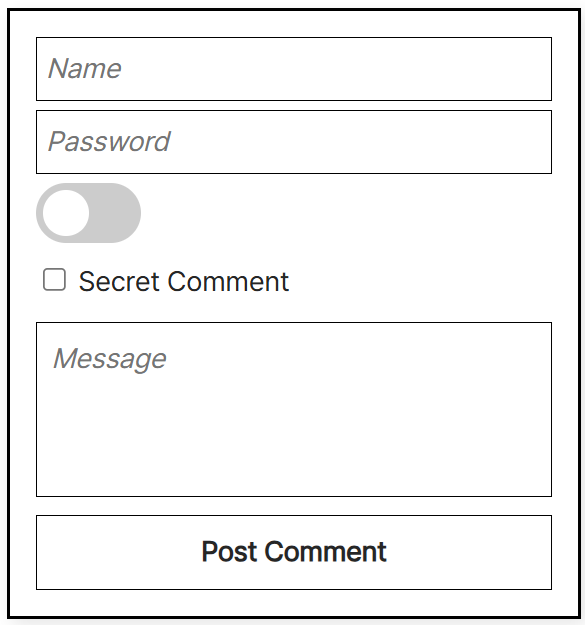 Name
Password
Secret Comment
Message
Post Comment